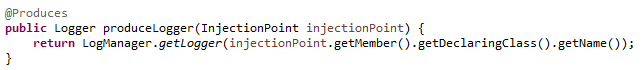 @Produces
public Logger produceLogger(InjectionPoint injectionPoint) {
    return LogManager.getLogger(injectionPoint.getMember().getDeclaringClass().getName());
}